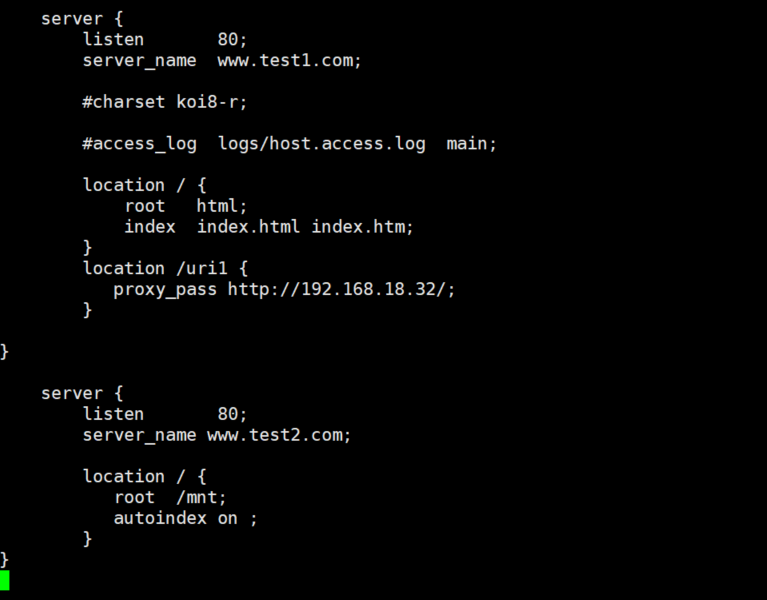 server {
listen       80;
server_name  www.test1.com;
#charset koi8-r;
#access_log  logs/host.access.log  main;
location / {
root   html;
index  index.html index.htm;
}
location /uri1 {
proxy_pass http://192.168.18.32/;
}
}
server {
listen       80;
server_name www.test2.com;
location / {
root  /mnt;
autoindex on ;
}
}